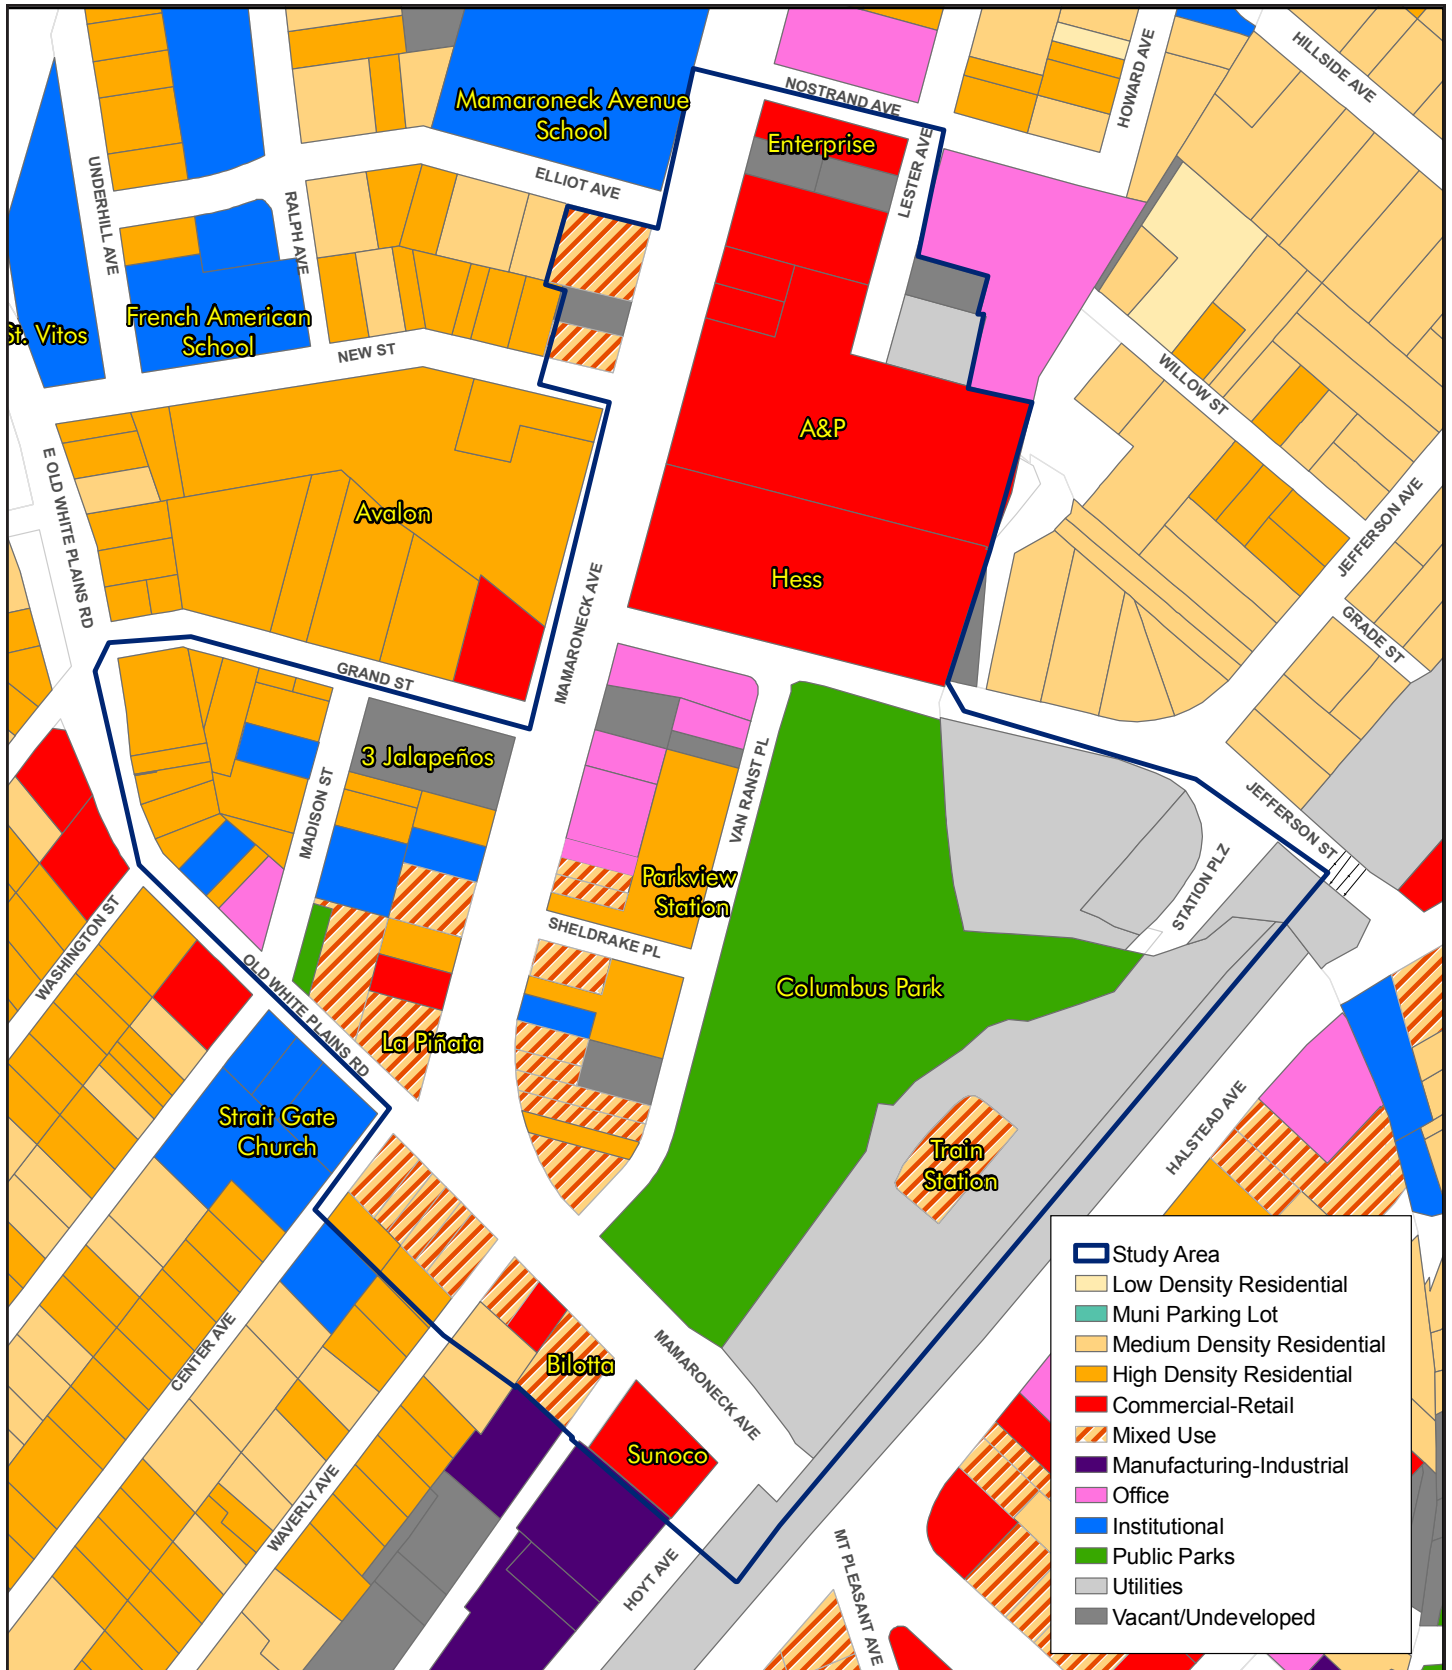 HILLSIDE AVE
HOWARD AVE
NOSTRAND AVE
Mamaroneck Avenue
School
Enterprise
LESTER AVE
ELLIOT AVE
UNDERHILL AVE
RALPH AVE
French American
School
St. Vitos
NEW ST
WILLOW ST
A&P
E OLD WHITE PLAINS RD
Avalon
JEFFERSON AVE
Hess
MAMARONECK AVE
GRADE ST
GRAND ST
3 Jalapeños
VAN RANST PL
MADISON ST
JEFFERSON ST
Parkview
Station
STATION PLZ
WASHINGTON ST
SHELDRAKE PL
OLD WHITE PLAINS RD
Columbus Park
La Piñata
Strait Gate
Church
HALSTEAD AVE
Train
Station
CENTER AVE
Bilotta
MAMARONECK AVE
Sunoco
WAVERLY AVE
HOYT AVE
MT PLEASANT AVE
Study Area
Low Density Residential
Muni Parking Lot
Medium Density Residential
High Density Residential
Commercial-Retail
Mixed Use
Manufacturing-Industrial
Office
Institutional
Public Parks
Utilities
Vacant/Undeveloped